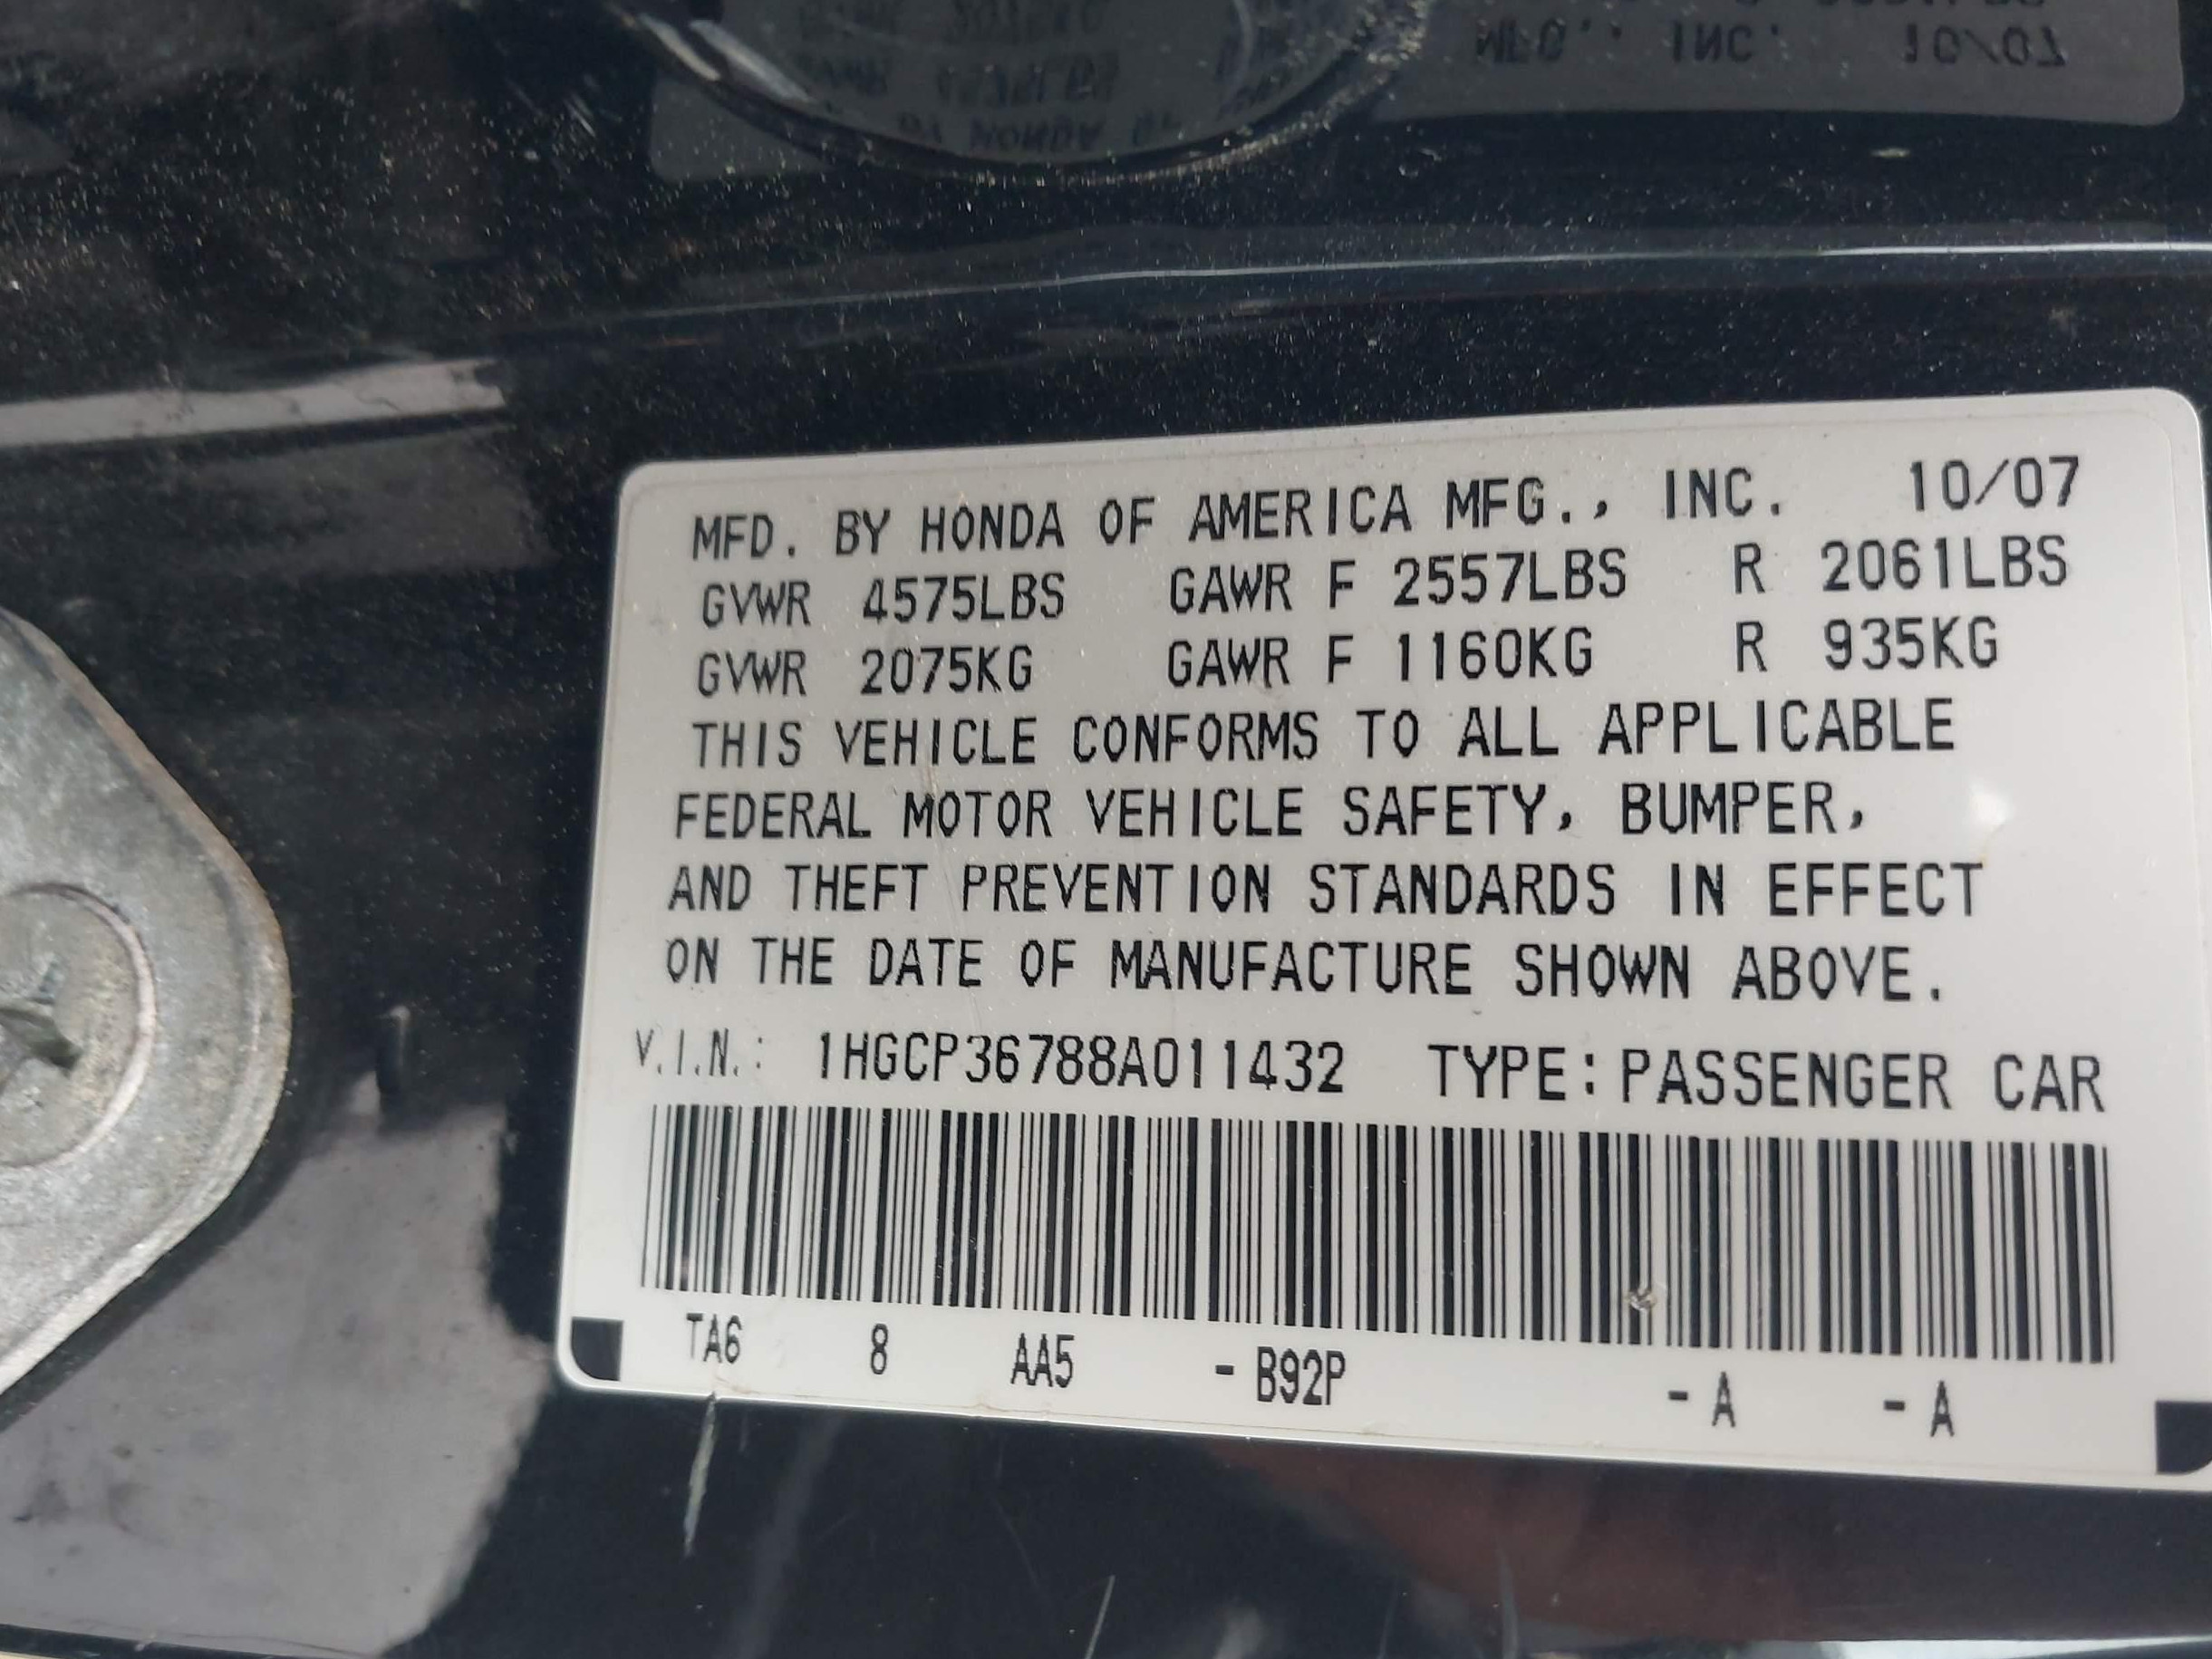 MFD. BY HONDA OF AMERICA MFG., INC. 10/07
GVWR 4575LBS GAWR F 2557LBS R 2061LBS
GVWR 2075KG GAWR F 1160KG R 935KG
THIS VEHICLE CONFORMS TO ALL APPLICABLE
FEDERAL MOTOR VEHICLE SAFETY, BUMPER,
AND THEFT PREVENTION STANDARDS IN EFFECT
ON THE DATE OF MANUFACTURE SHOWN ABOVE.
V.I.N.: 1HGCP36788A011432 TYPE: PASSENGER CAR
TA6 8 AA5 - B92P - A - A